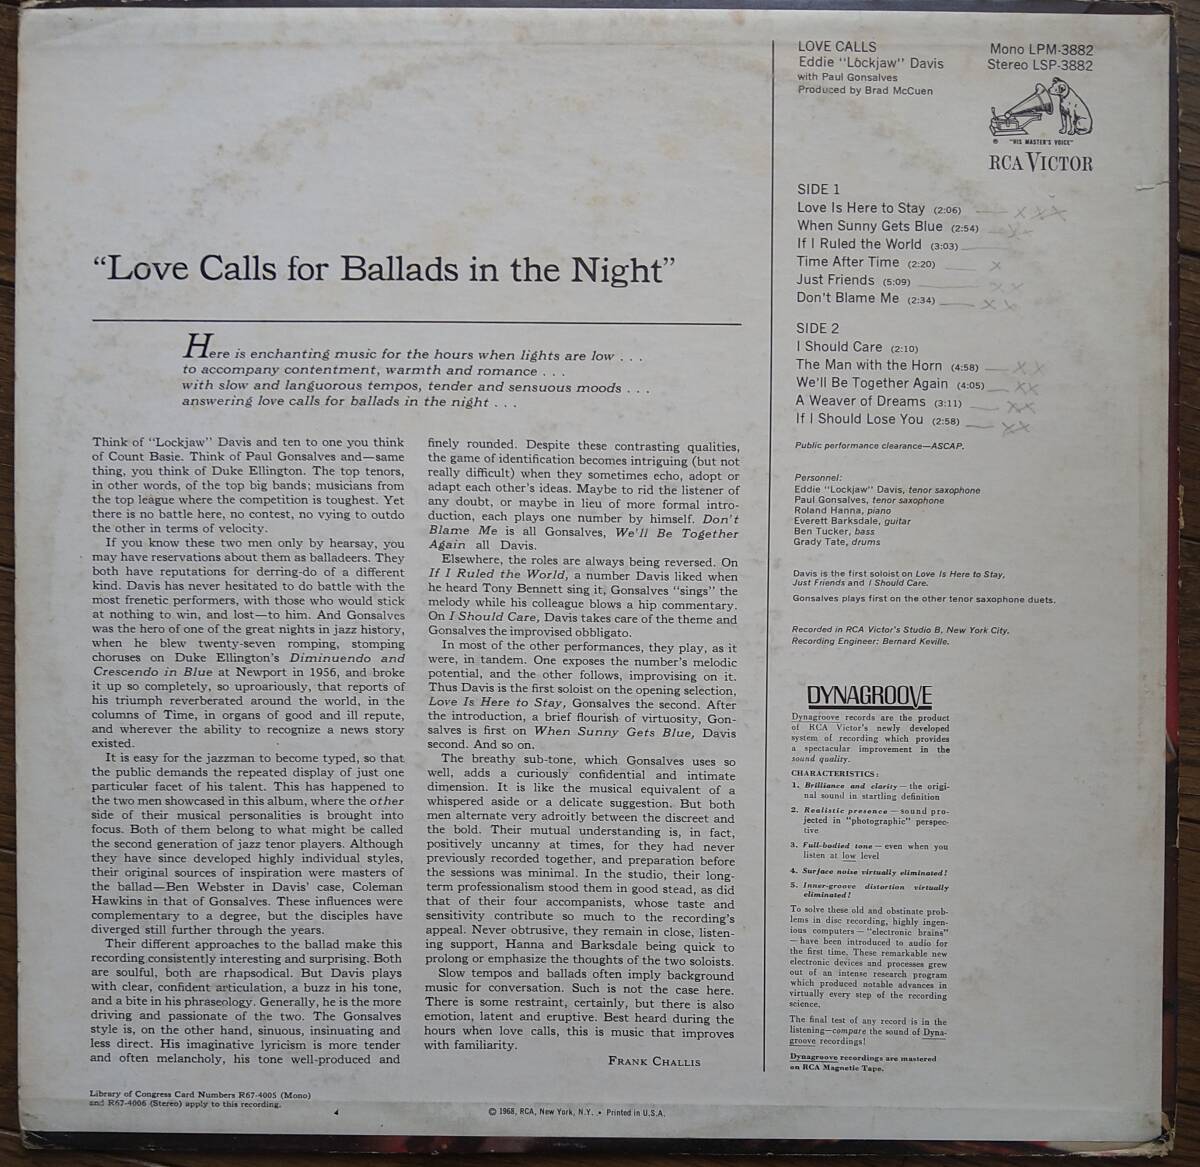 "Love Calls for Ballads in the Night"
Here is enchanting music for the hours when lights are low . . .
to accompany contentment, warmth and romance . . .
with slow and languorous tempos, tender and sensuous moods . . .
answering love calls for ballads in the night . . .
Think of "Lockjaw" Davis and ten to one you think
of Count Basie. Think of Paul Gonsalves and—same
thing, you think of Duke Ellington. The top tenors,
in other words, of the top big bands; musicians from
the top league where the competition is toughest. Yet
there is no battle here, no contest, no vying to outdo
the other in terms of velocity.
If you know these two men only by hearsay, you
may have reservations about them as balladeers. They
both have reputations for derring-do of a different
kind. Davis has never hesitated to do battle with the
most frenetic performers, with those who would stick
at nothing to win, and lost—to him. And Gonsalves
was the hero of one of the great nights in jazz history,
when he blew twenty-seven romping, stomping
choruses on Duke Ellington's Diminuendo and
Crescendo in Blue at Newport in 1956, and broke
it up so completely, so uproariously, that reports of
his triumph reverberated around the world, in the
columns of Time, in organs of good and ill repute,
and wherever the ability to recognize a news story
existed.
It is easy for the jazzman to become typed, so that
the public demands the repeated display of just one
particular facet of his talent. This has happened to
the two men showcased in this album, where the other
side of their musical personalities is brought into
focus. Both of them belong to what might be called
the second generation of jazz tenor players. Although
they have since developed highly individual styles,
their original sources of inspiration were masters of
the ballad—Ben Webster in Davis' case, Coleman
Hawkins in that of Gonsalves. These influences were
complementary to a degree, but the disciples have
diverged still further through the years.
Their different approaches to the ballad make this
recording consistently interesting and surprising. Both
are soulful, both are rhapsodical. But Davis plays
with clear, confident articulation, a buzz in his tone,
and a bite in his phraseology. Generally, he is the more
driving and passionate of the two. The Gonsalves
style is, on the other hand, sinuous, insinuating and
less direct. His imaginative lyricism is more tender
and often melancholy, his tone well-produced and
finely rounded. Despite these contrasting qualities,
the game of identification becomes intriguing (but not
really difficult) when they sometimes echo, adopt or
adapt each other's ideas. Maybe to rid the listener of
any doubt, or maybe in lieu of more formal intro-
duction, each plays one number by himself. Don't
Blame Me is all Gonsalves, We'll Be Together
Again all Davis.
Elsewhere, the roles are always being reversed. On
If I Ruled the World, a number Davis liked when
he heard Tony Bennett sing it, Gonsalves "sings" the
melody while his colleague blows a hip commentary.
On I Should Care, Davis takes care of the theme and
Gonsalves the improvised obbligato.
In most of the other performances, they play, as it
were, in tandem. One exposes the number's melodic
potential, and the other follows, improvising on it.
Thus Davis is the first soloist on the opening selection,
Love Is Here to Stay, Gonsalves the second. After
the introduction, a brief flourish of virtuosity, Gon-
salves is first on When Sunny Gets Blue, Davis
second. And so on.
The breathy sub-tone, which Gonsalves uses so
well, adds a curiously confidential and intimate
dimension. It is like the musical equivalent of a
whispered aside or a delicate suggestion. But both
men alternate very adroitly between the discreet and
the bold. Their mutual understanding is, in fact,
positively uncanny at times, for they had never
previously recorded together, and preparation before
the sessions was minimal. In the studio, their long-
term professionalism stood them in good stead, as did
that of their four accompanists, whose taste and
sensitivity contribute so much to the recording's
appeal. Never obtrusive, they remain in close, listen-
ing support, Hanna and Barksdale being quick to
prolong or emphasize the thoughts of the two soloists.
Slow tempos and ballads often imply background
music for conversation. Such is not the case here.
There is some restraint, certainly, but there is also
emotion, latent and eruptive. Best heard during the
hours when love calls, this is music that improves
with familiarity.
FRANK CHALLIS
Library of Congress Card Numbers R67-4005 (Mono)
and R67-4006 (Stereo) apply to this recording.
© 1968, RCA, New York, N.Y. • Printed in U.S.A.
LOVE CALLS
Eddie "Lockjaw" Davis
with Paul Gonsalves
Produced by Brad McCuen
Mono LPM-3882
Stereo LSP-3882
® "HIS MASTER'S VOICE"
RCA VICTOR
SIDE 1
Love Is Here to Stay (2:06) — x x x
When Sunny Gets Blue (2:54) — x x
If I Ruled the World (3:03) —
Time After Time (2:20) — x
Just Friends (5:09) — x x
Don't Blame Me (2:34) — x x
SIDE 2
I Should Care (2:10)
The Man with the Horn (4:58) — x x
We'll Be Together Again (4:05) — x x
A Weaver of Dreams (3:11) — x x
If I Should Lose You (2:58) — x x
Public performance clearance—ASCAP.
Personnel:
Eddie "Lockjaw" Davis, tenor saxophone
Paul Gonsalves, tenor saxophone
Roland Hanna, piano
Everett Barksdale, guitar
Ben Tucker, bass
Grady Tate, drums
Davis is the first soloist on Love Is Here to Stay,
Just Friends and I Should Care.
Gonsalves plays first on the other tenor saxophone duets.
Recorded in RCA Victor's Studio B, New York City.
Recording Engineer: Bernard Keville.
DYNAGROOVE
Dynagroove records are the product
of RCA Victor's newly developed
system of recording which provides
a spectacular improvement in the
sound quality.
CHARACTERISTICS:
1. Brilliance and clarity — the origi-
nal sound in startling definition
2. Realistic presence — sound pro-
jected in "photographic" perspec-
tive
3. Full-bodied tone — even when you
listen at low level
4. Surface noise virtually eliminated!
5. Inner-groove distortion virtually
eliminated!
To solve these old and obstinate prob-
lems in disc recording, highly ingen-
ious computers — "electronic brains"
— have been introduced to audio for
the first time. These remarkable new
electronic devices and processes grew
out of an intense research program
which produced notable advances in
virtually every step of the recording
science.
The final test of any record is in the
listening—compare the sound of Dyna-
groove recordings!
Dynagroove recordings are mastered
on RCA Magnetic Tape.